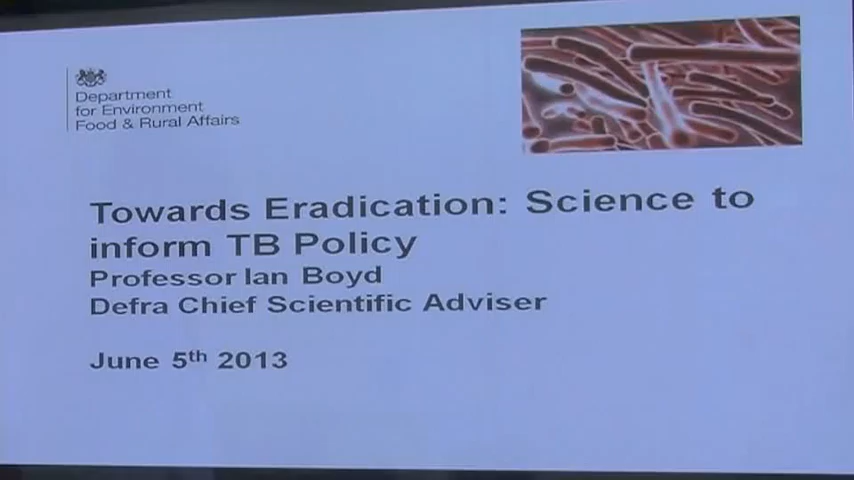 Department
for Environment
Food & Rural Affairs
Towards Eradication: Science to
inform TB Policy
Professor Ian Boyd
Defra Chief Scientific Adviser
June 5th 2013